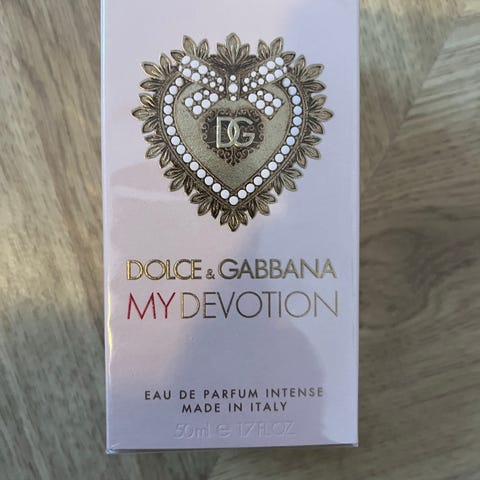 DG
DOLCE & GABBANA
MY DEVOTION
EAU DE PARFUM INTENSE
MADE IN ITALY
50ml ℮ 1.7 FL.OZ